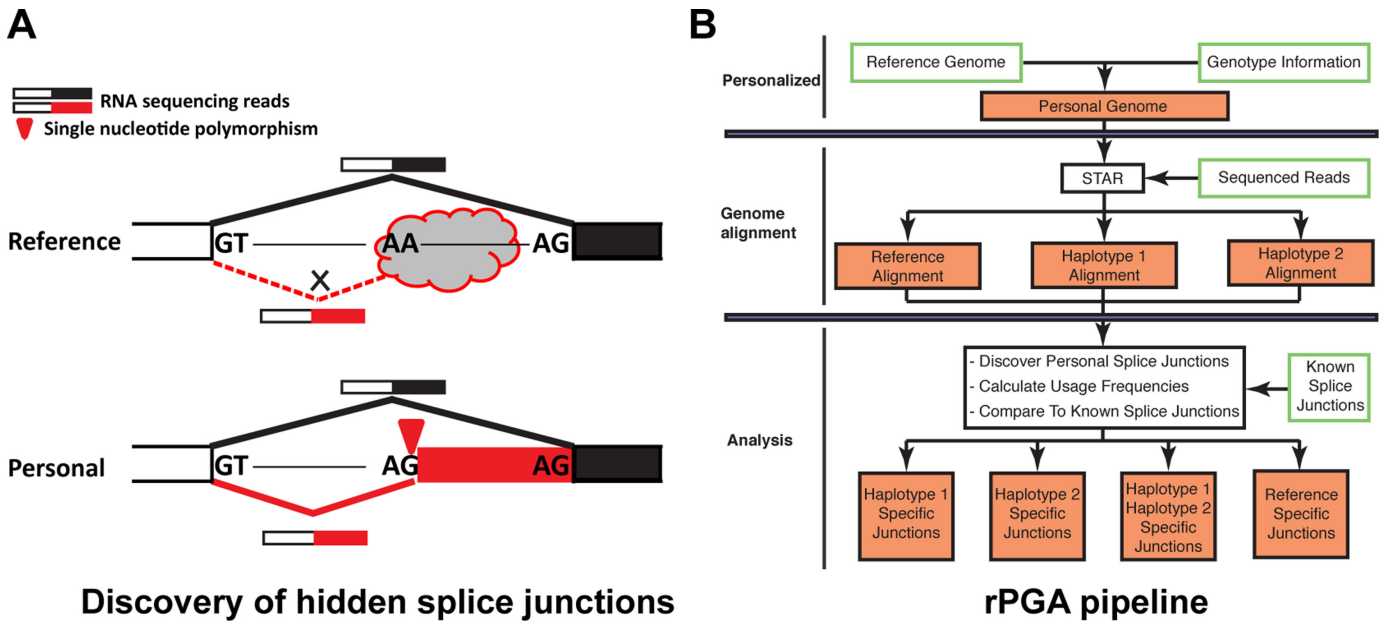 A
RNA sequencing reads
Single nucleotide polymorphism
Reference
GT
AA
AG
X
Personal
GT
AG
AG
Discovery of hidden splice junctions
B
Personalized
Reference Genome
Genotype Information
Personal Genome
Genome
alignment
STAR
Sequenced Reads
Reference
Alignment
Haplotype 1
Alignment
Haplotype 2
Alignment
Analysis
- Discover Personal Splice Junctions
- Calculate Usage Frequencies
- Compare To Known Splice Junctions
Known
Splice
Junctions
Haplotype 1
Specific
Junctions
Haplotype 2
Specific
Junctions
Haplotype 1
Haplotype 2
Specific
Junctions
Reference
Specific
Junctions
rPGA pipeline